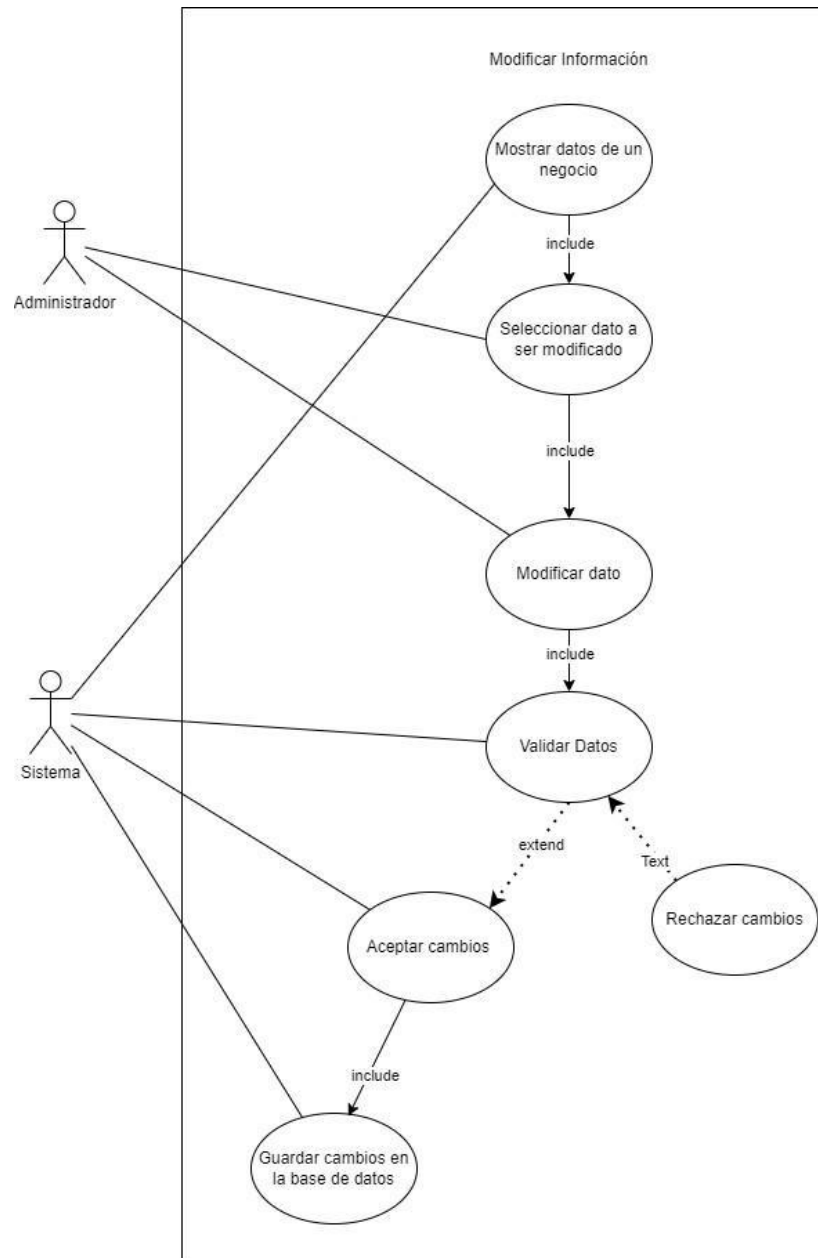 Modificar Información
Mostrar datos de un
negocio
include
Administrador
Seleccionar dato a
ser modificado
include
Modificar dato
include
Sistema
Validar Datos
extend
Text
Aceptar cambios
Rechazar cambios
include
Guardar cambios en
la base de datos